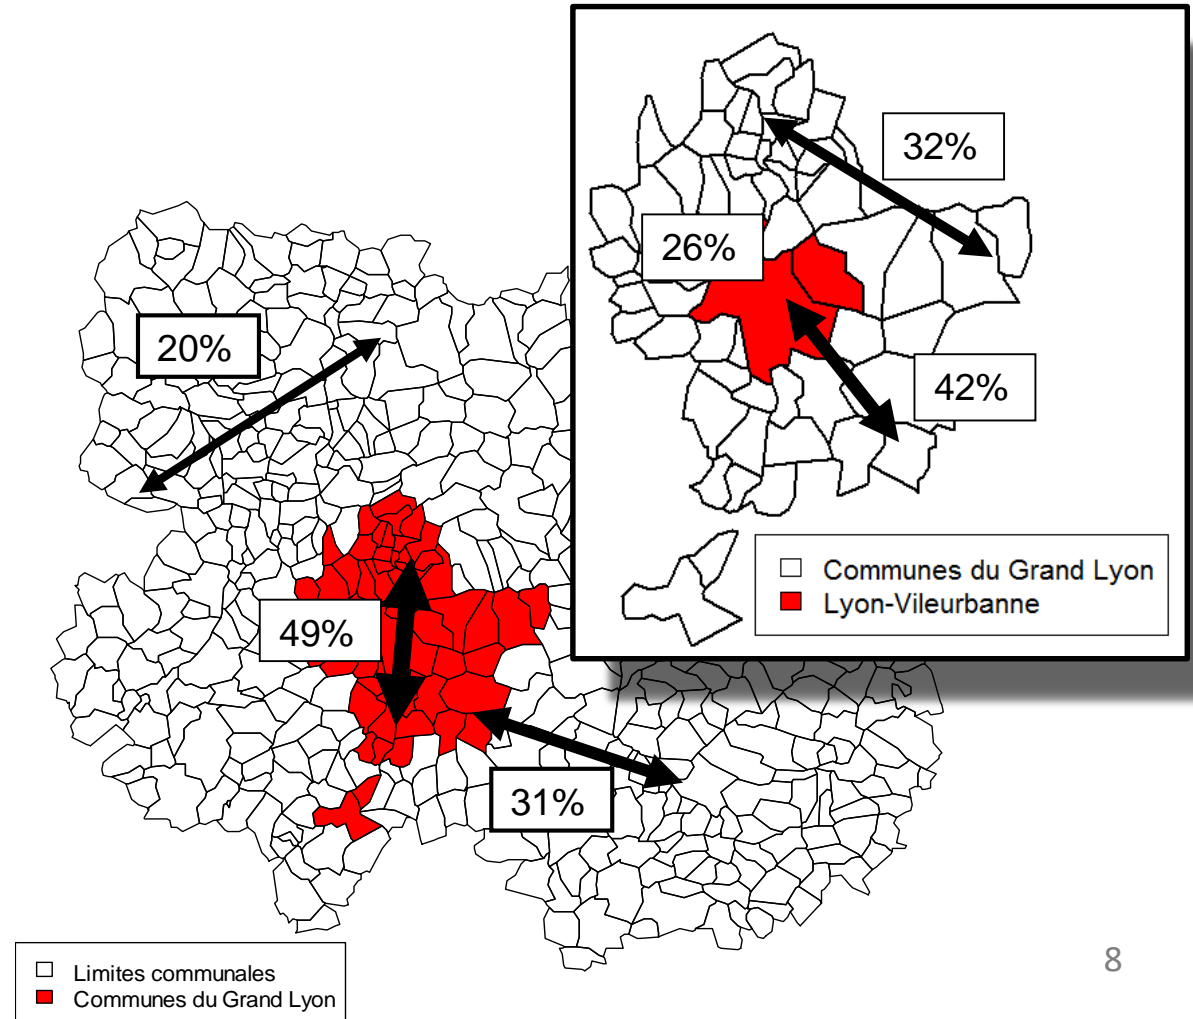 32%
26%
20%
42%
Communes du Grand Lyon
Lyon-Vileurbanne
49%
31%
Limites communales
Communes du Grand Lyon
8